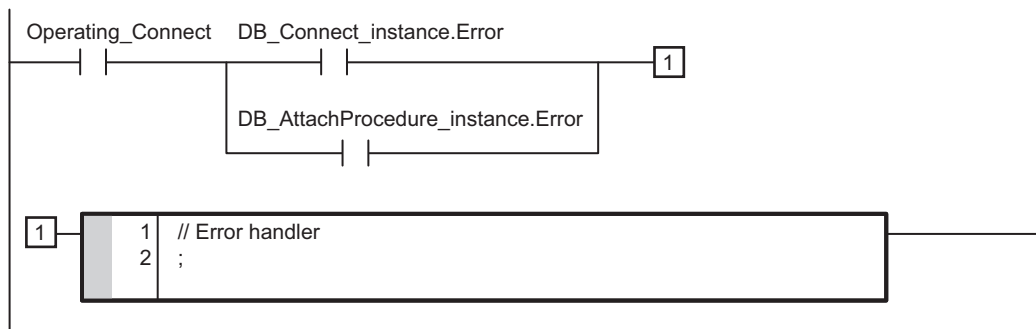 Operating_Connect DB_Connect_instance.Error
1
DB_AttachProcedure_instance.Error
1
1 // Error handler
2 ;